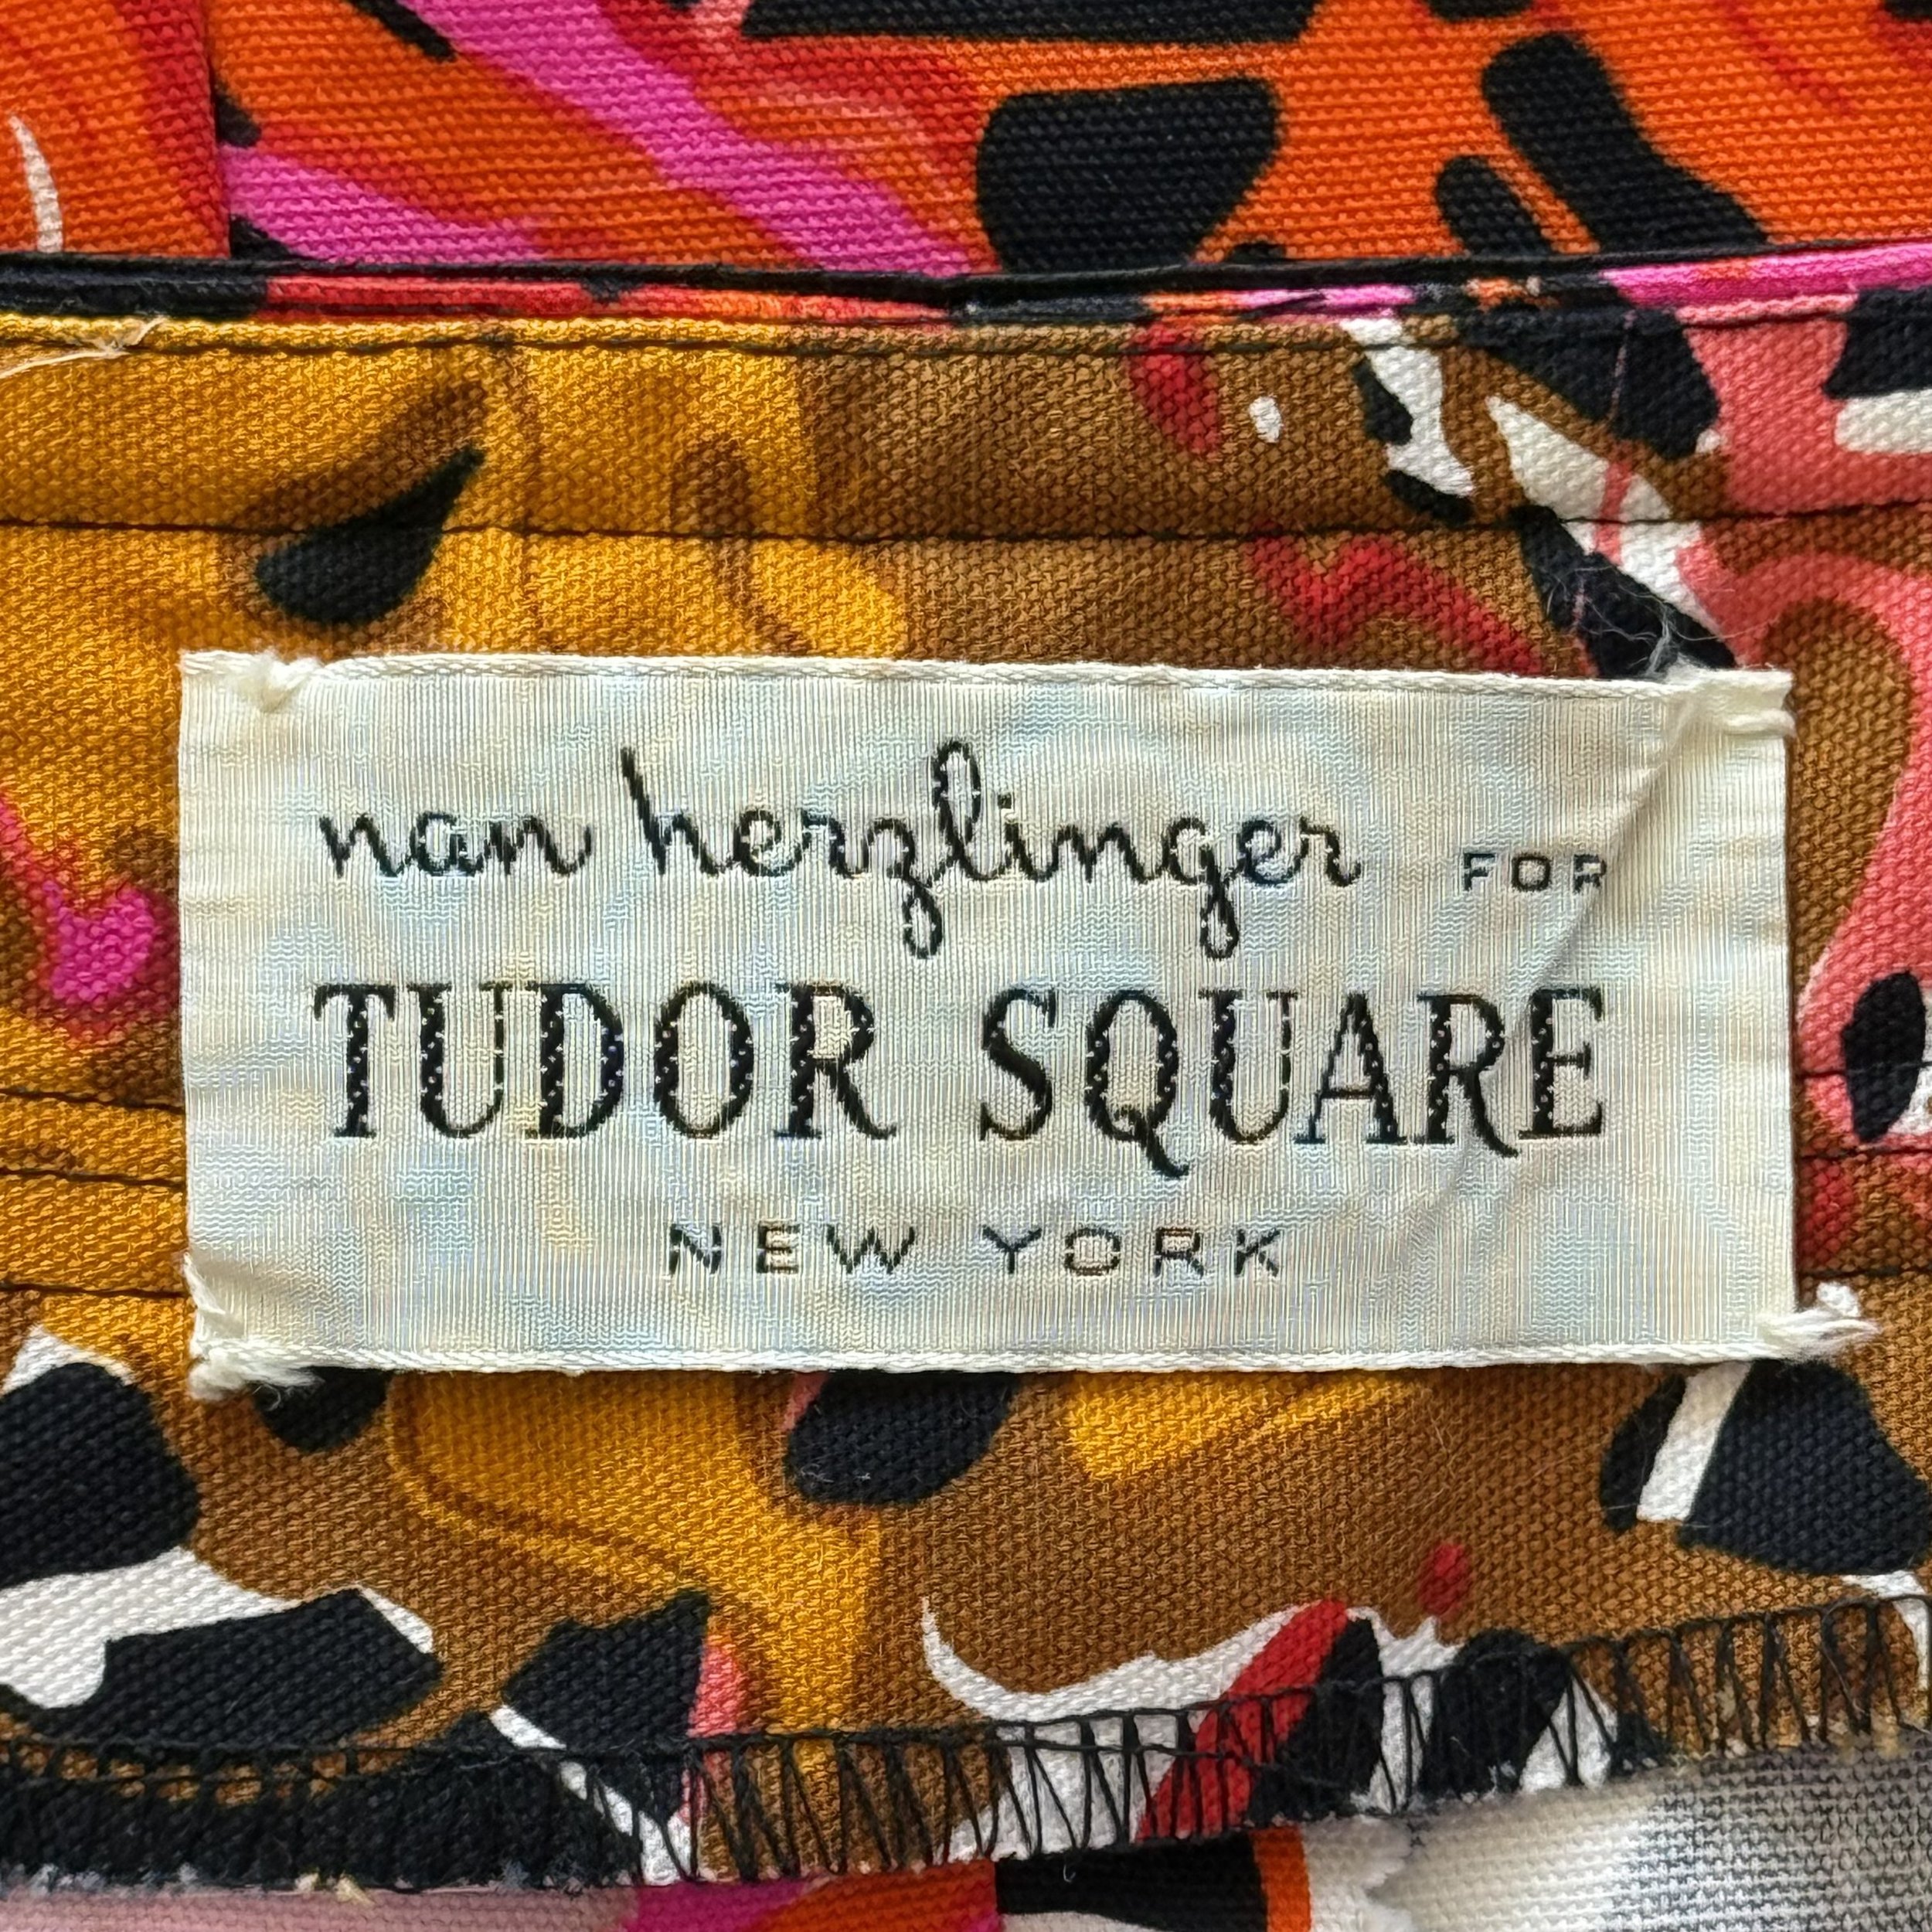 nan herzlinger FOR
TUDOR SQUARE
NEW YORK